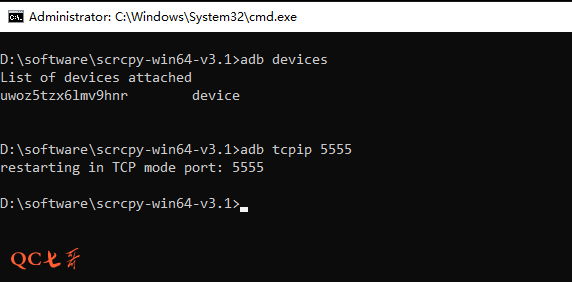 Administrator: C:\Windows\System32\cmd.exe
D:\software\scrcpy-win64-v3.1>adb devices
List of devices attached
uwoz5tzx6lmv9hnr        device
D:\software\scrcpy-win64-v3.1>adb tcpip 5555
restarting in TCP mode port: 5555
D:\software\scrcpy-win64-v3.1>
QC七哥